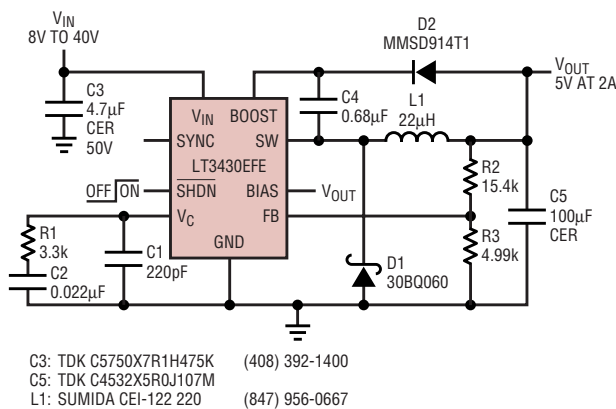 VIN
8V TO 40V
D2
MMSD914T1
VOUT
5V AT 2A
C3
4.7µF
CER
50V
C4
0.68µF
L1
22µH
VIN BOOST
SYNC SW
LT3430EFE
OFF ON
SHDN BIAS
VOUT
VC FB
GND
R2
15.4k
C5
100µF
CER
R1
3.3k
C2
0.022µF
C1
220pF
D1
30BQ060
R3
4.99k
C3: TDK C5750X7R1H475K (408) 392-1400
C5: TDK C4532X5R0J107M
L1: SUMIDA CEI-122 220 (847) 956-0667